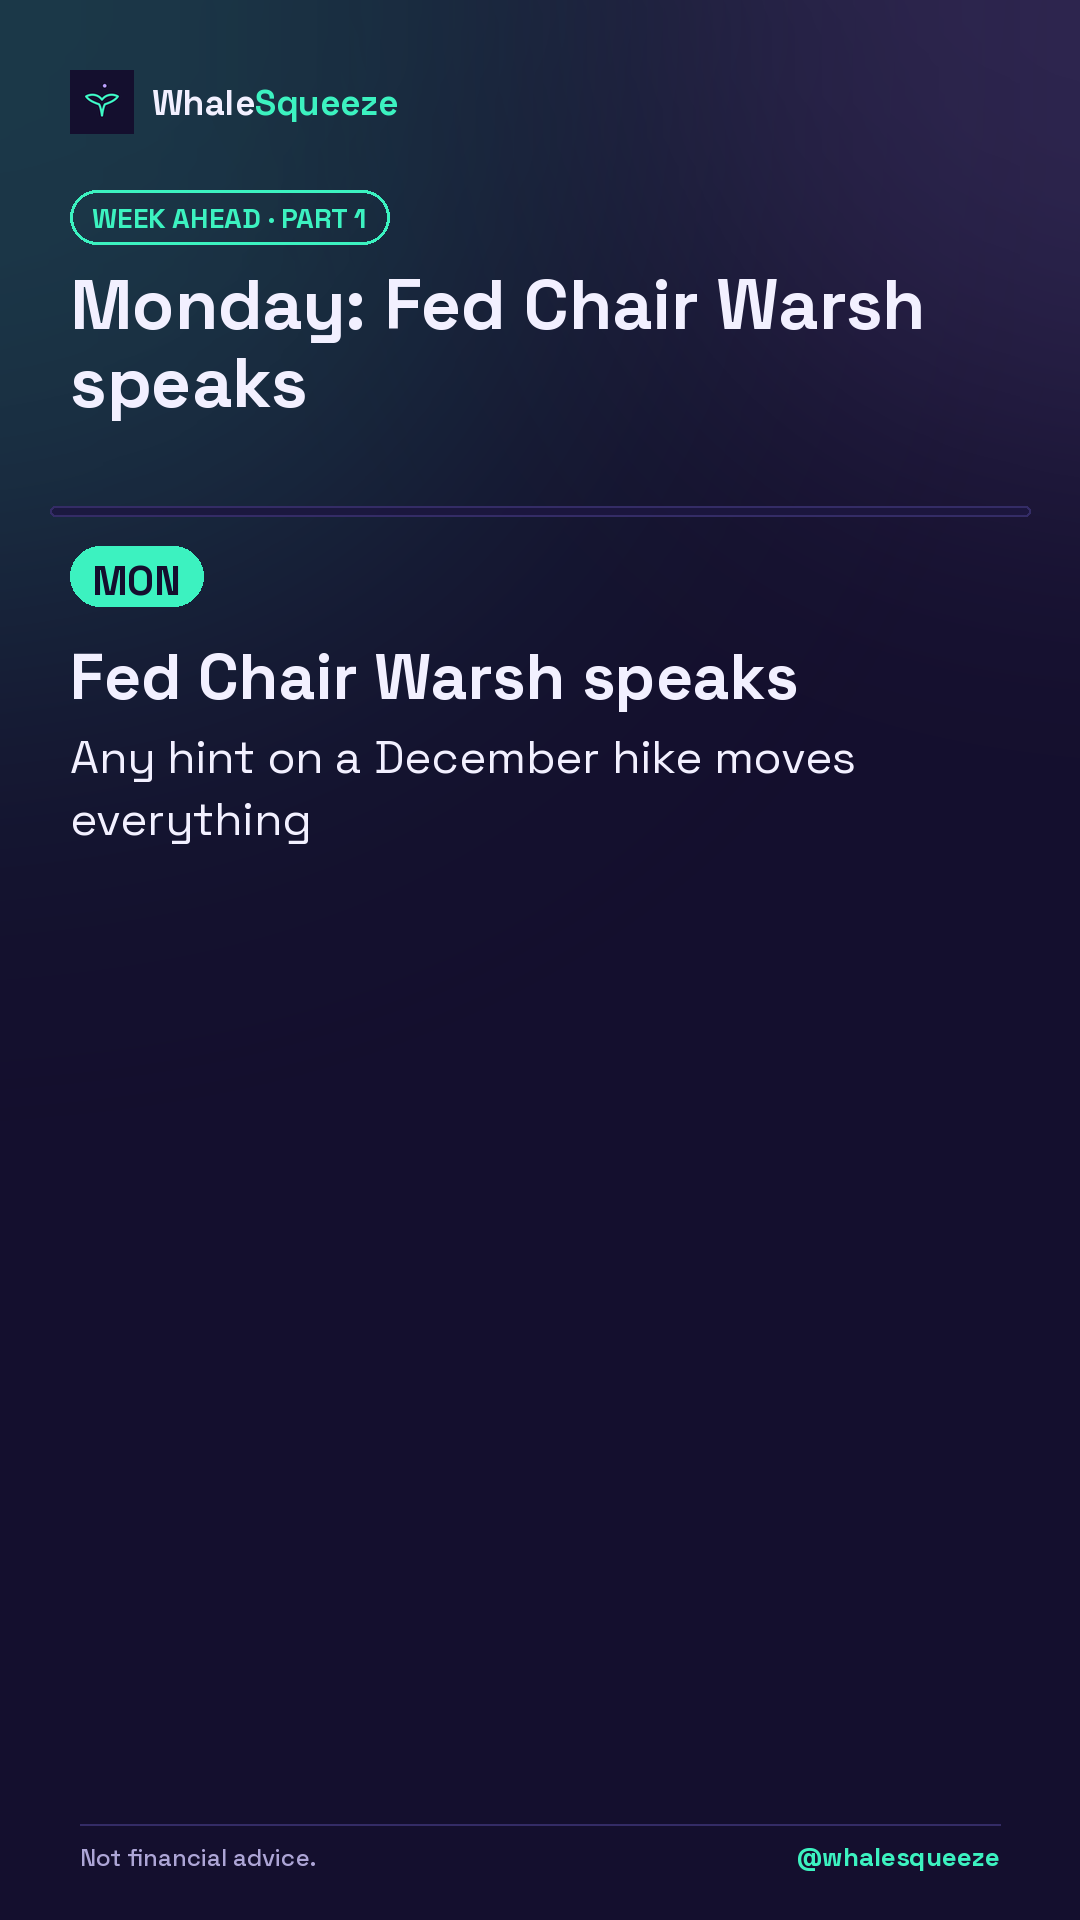 WhaleSqueeze
WEEK AHEAD · PART 1
Monday: Fed Chair Warsh
speaks
MON
Fed Chair Warsh speaks
Any hint on a December hike moves
everything
Not financial advice.
@whalesqueeze